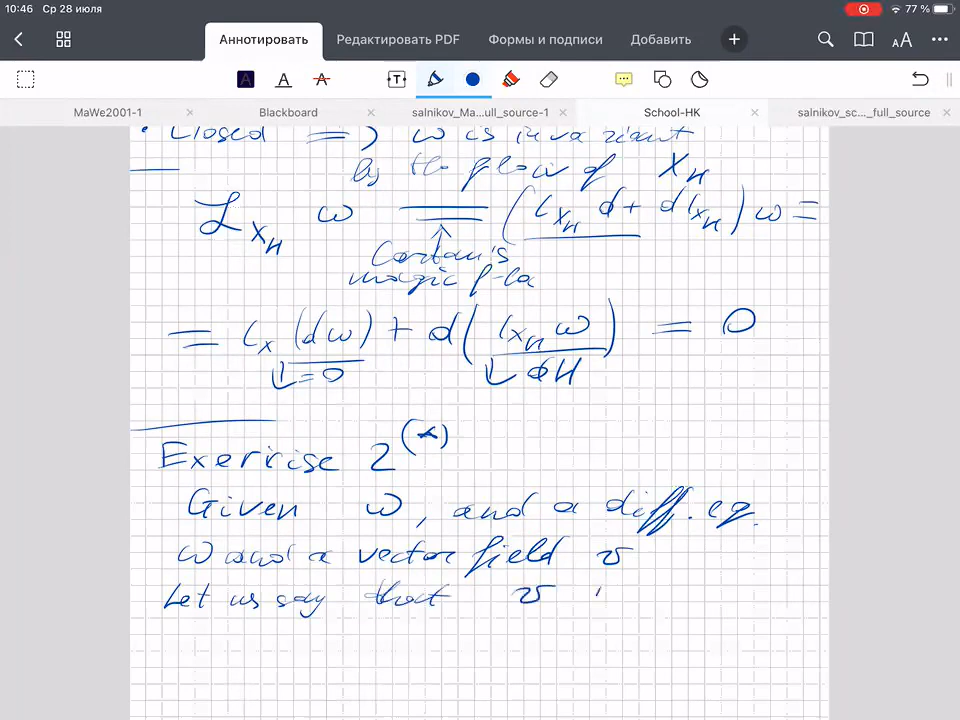 10:46 Ср 28 июля 77 %
Аннотировать Редактировать PDF Формы и подписи Добавить
MaWe2001-1 Blackboard salnikov_Ma...ull_source-1 School-HK salnikov_sc..._full_source
• Closed => ω is invariant
by the flow of X_H
ℒ_{X_H} ω = (ι_{X_H} d + d ι_{X_H}) ω =
Cartan's
magic f-la
= ι_X (dω) + d(ι_{X_H} ω) = 0
↓ = 0 ↓ dH
Exercise 2^(*)
Given ω, and a diff. eq.
ω and a vector field v
Let us say that v